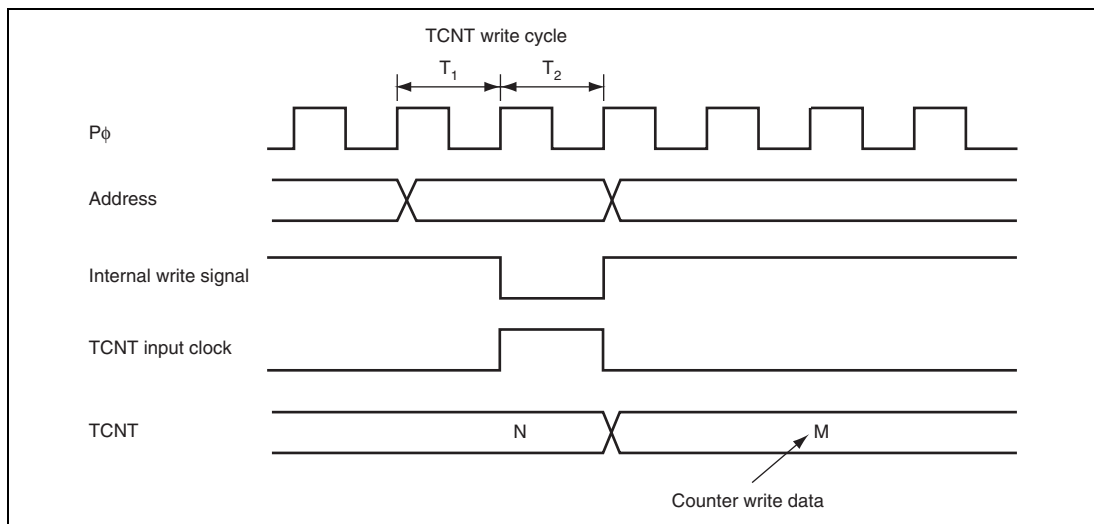 TCNT write cycle
T1 T2
Pϕ
Address
Internal write signal
TCNT input clock
TCNT N M
Counter write data